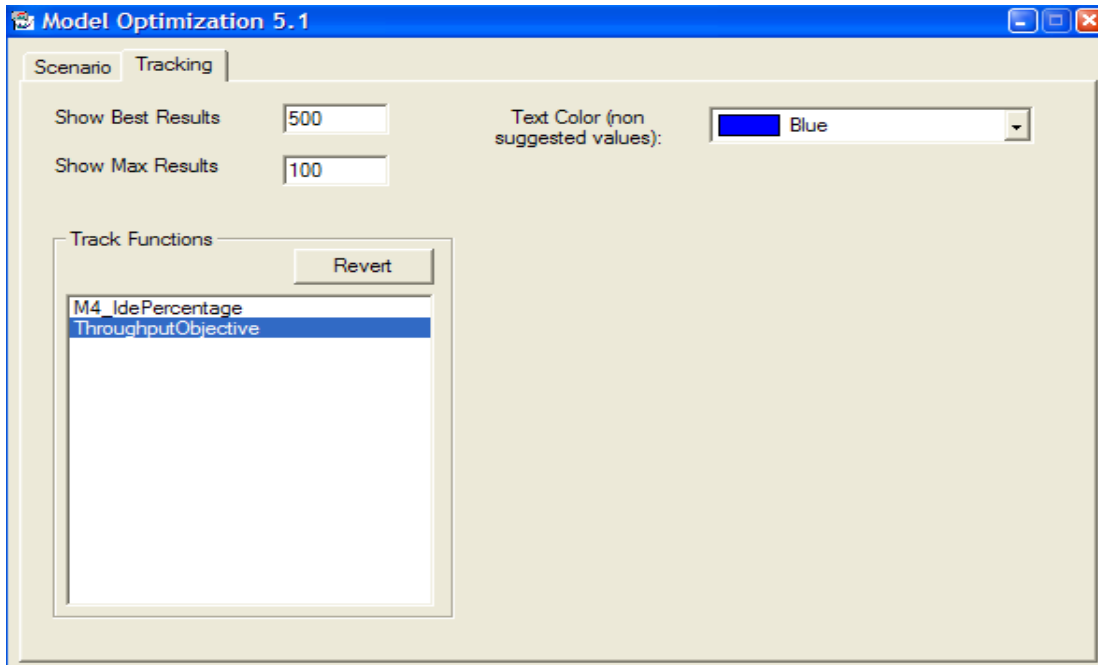 Model Optimization 5.1
Scenario
Tracking
Show Best Results
500
Text Color (non
suggested values):
Blue
Show Max Results
100
Track Functions
Revert
M4_IdePercentage
ThroughputObjective